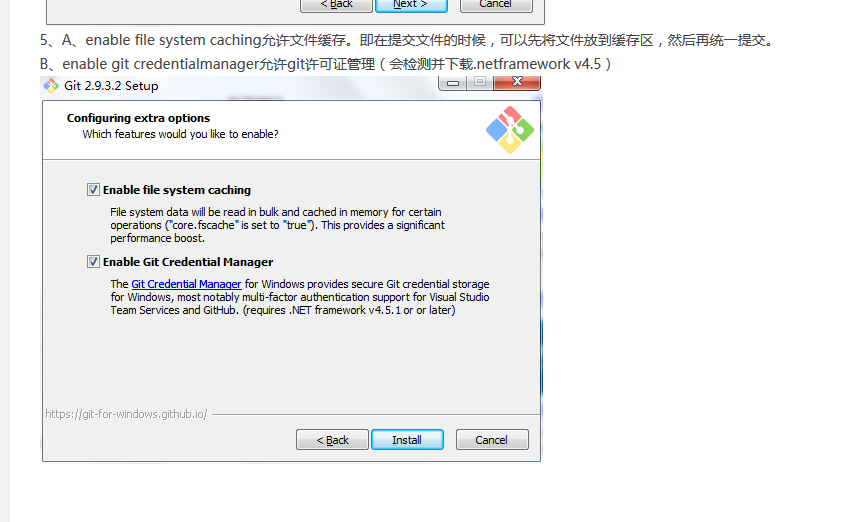 < Back Next > Cancel
5、A、enable file system caching允许文件缓存。即在提交文件的时候，可以先将文件放到缓存区，然后再统一提交。
B、enable git credentialmanager允许git许可证管理（会检测并下载.netframework v4.5）
Git 2.9.3.2 Setup
Configuring extra options
Which features would you like to enable?
Enable file system caching
File system data will be read in bulk and cached in memory for certain
operations ("core.fscache" is set to "true"). This provides a significant
performance boost.
Enable Git Credential Manager
The Git Credential Manager for Windows provides secure Git credential storage
for Windows, most notably multi-factor authentication support for Visual Studio
Team Services and GitHub. (requires .NET framework v4.5.1 or or later)
https://git-for-windows.github.io/
< Back Install Cancel